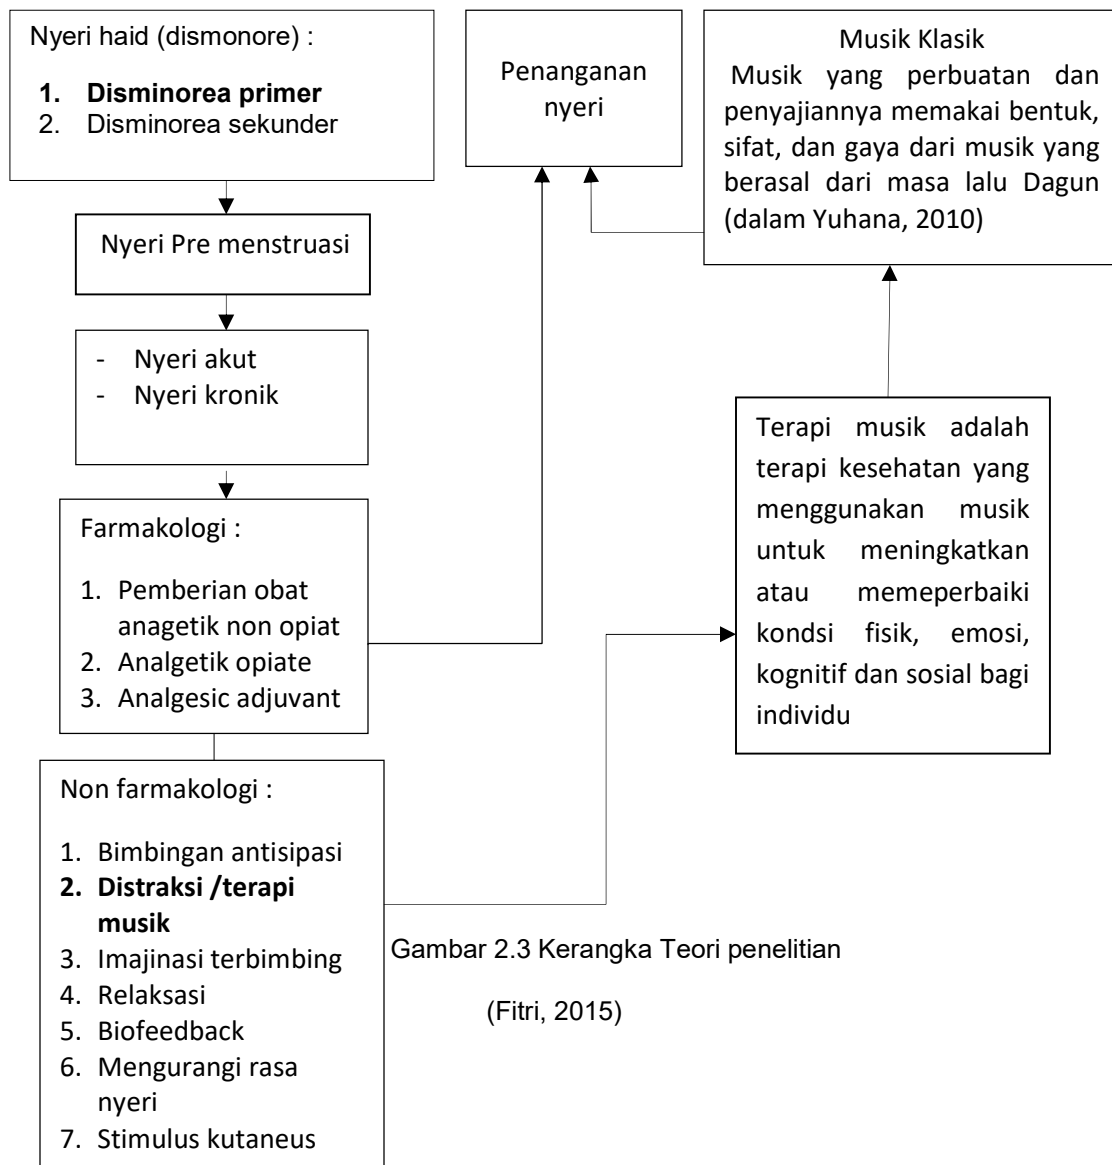 Nyeri haid (dismonore) :
1. Disminorea primer
2. Disminorea sekunder
Nyeri Pre menstruasi
- Nyeri akut
- Nyeri kronik
Farmakologi :
1. Pemberian obat
anagetik non opiat
2. Analgetik opiate
3. Analgesic adjuvant
Non farmakologi :
1. Bimbingan antisipasi
2. Distraksi /terapi
musik
3. Imajinasi terbimbing
4. Relaksasi
5. Biofeedback
6. Mengurangi rasa
nyeri
7. Stimulus kutaneus
Penanganan
nyeri
Musik Klasik
Musik yang perbuatan dan
penyajiannya memakai bentuk,
sifat, dan gaya dari musik yang
berasal dari masa lalu Dagun
(dalam Yuhana, 2010)
Terapi musik adalah
terapi kesehatan yang
menggunakan musik
untuk meningkatkan
atau memeperbaiki
kondsi fisik, emosi,
kognitif dan sosial bagi
individu
Gambar 2.3 Kerangka Teori penelitian
(Fitri, 2015)